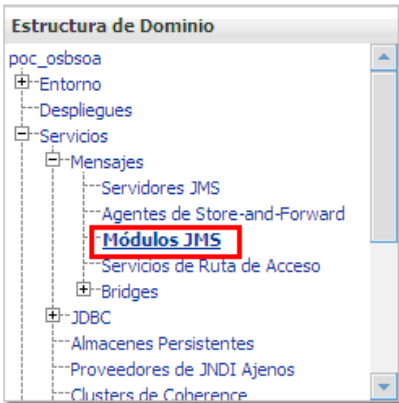 Estructura de Dominio
poc_osbsoa
Entorno
Despliegues
Servicios
Mensajes
Servidores JMS
Agentes de Store-and-Forward
Módulos JMS
Servicios de Ruta de Acceso
Bridges
JDBC
Almacenes Persistentes
Proveedores de JNDI Ajenos
Clusters de Coherence